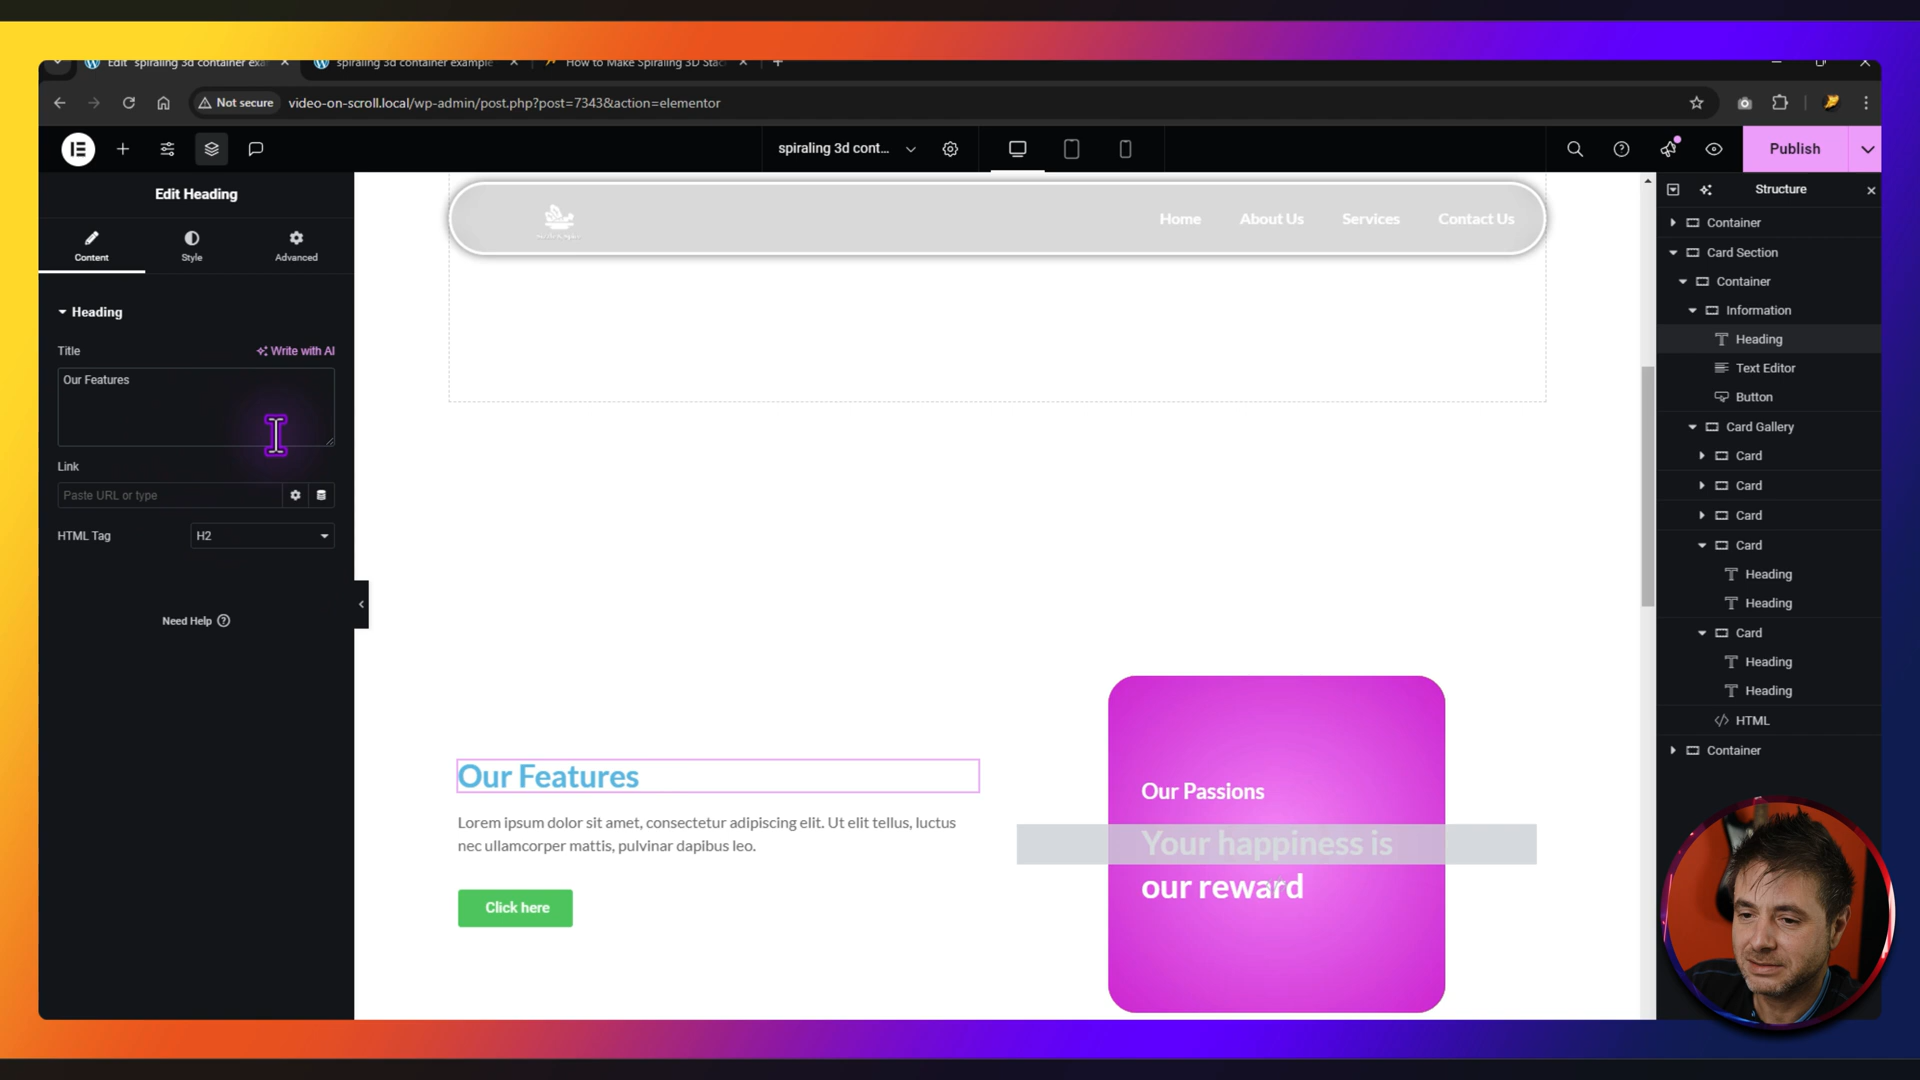 Edit "spiraling 3d container exa
spiraling 3d container example
How to Make Spiraling 3D Stac
Not secure
video-on-scroll.local/wp-admin/post.php?post=7343&action=elementor
spiraling 3d cont...
Publish
Edit Heading
Content
Style
Advanced
Heading
Title
Write with AI
Our Features
Link
Paste URL or type
HTML Tag
H2
Need Help
Home
About Us
Services
Contact Us
Our Features
Lorem ipsum dolor sit amet, consectetur adipiscing elit. Ut elit tellus, luctus
nec ullamcorper mattis, pulvinar dapibus leo.
Click here
Our Passions
Your happiness is
our reward
Structure
Container
Card Section
Container
Information
Heading
Text Editor
Button
Card Gallery
Card
Card
Card
Card
Heading
Heading
Card
Heading
Heading
HTML
Container